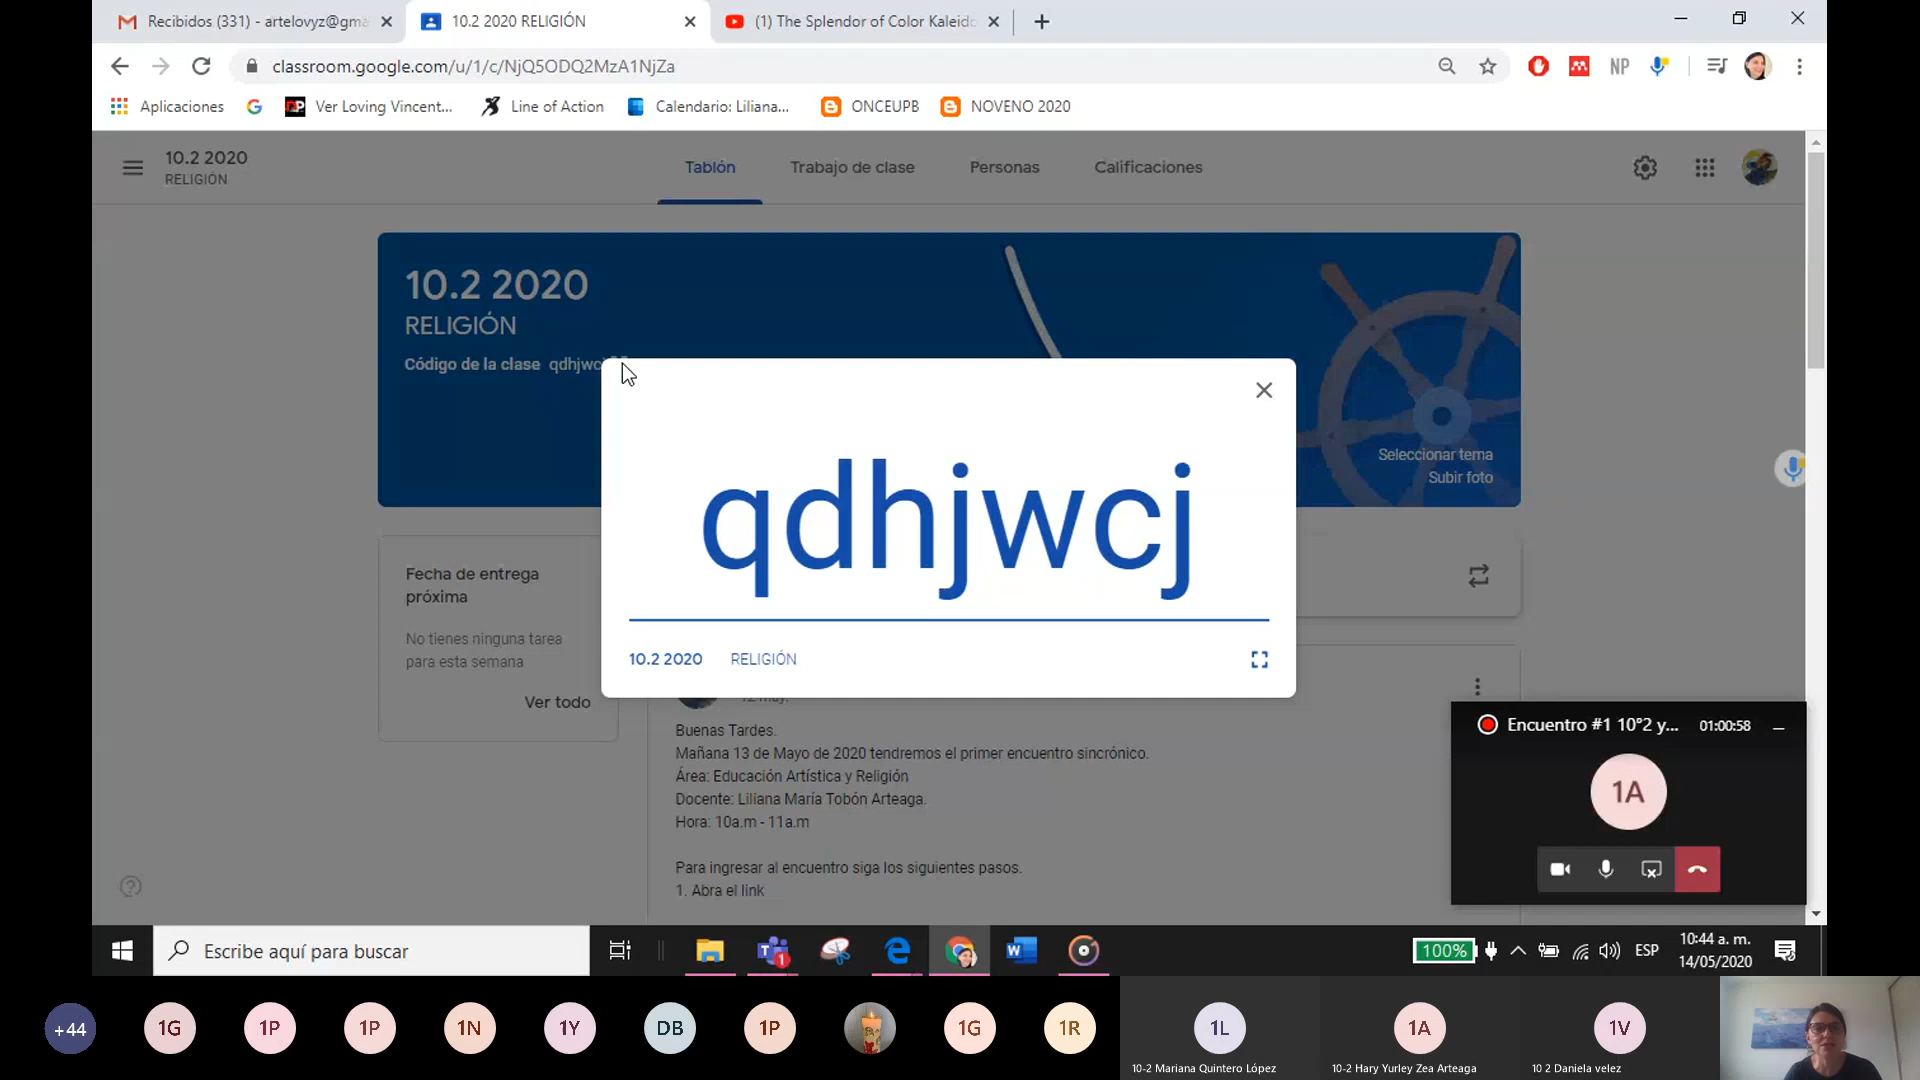 Recibidos (331) - artelovyz@gma
10.2 2020 RELIGIÓN
(1) The Splendor of Color Kaleido
classroom.google.com/u/1/c/NjQ5ODQ2MzA1NjZa
NP
Aplicaciones
Ver Loving Vincent...
Line of Action
Calendario: Liliana...
ONCEUPB
NOVENO 2020
10.2 2020
RELIGIÓN
Tablón
Trabajo de clase
Personas
Calificaciones
10.2 2020
RELIGIÓN
Código de la clase qdhjwc
Seleccionar tema
Subir foto
qdhjwcj
10.2 2020 RELIGIÓN
Fecha de entrega
próxima
No tienes ninguna tarea
para esta semana
Ver todo
Buenas Tardes.
Mañana 13 de Mayo de 2020 tendremos el primer encuentro sincrónico.
Área: Educación Artística y Religión
Docente: Liliana María Tobón Arteaga.
Hora: 10a.m - 11a.m
Para ingresar al encuentro siga los siguientes pasos.
1. Abra el link
Encuentro #1 10°2 y... 01:00:58
1A
Escribe aquí para buscar
1
100%
ESP
10:44 a. m.
14/05/2020
+44
1G
1P
1P
1N
1Y
DB
1P
1G
1R
1L
1A
1V
10-2 Mariana Quintero López
10-2 Hary Yurley Zea Arteaga
10 2 Daniela velez